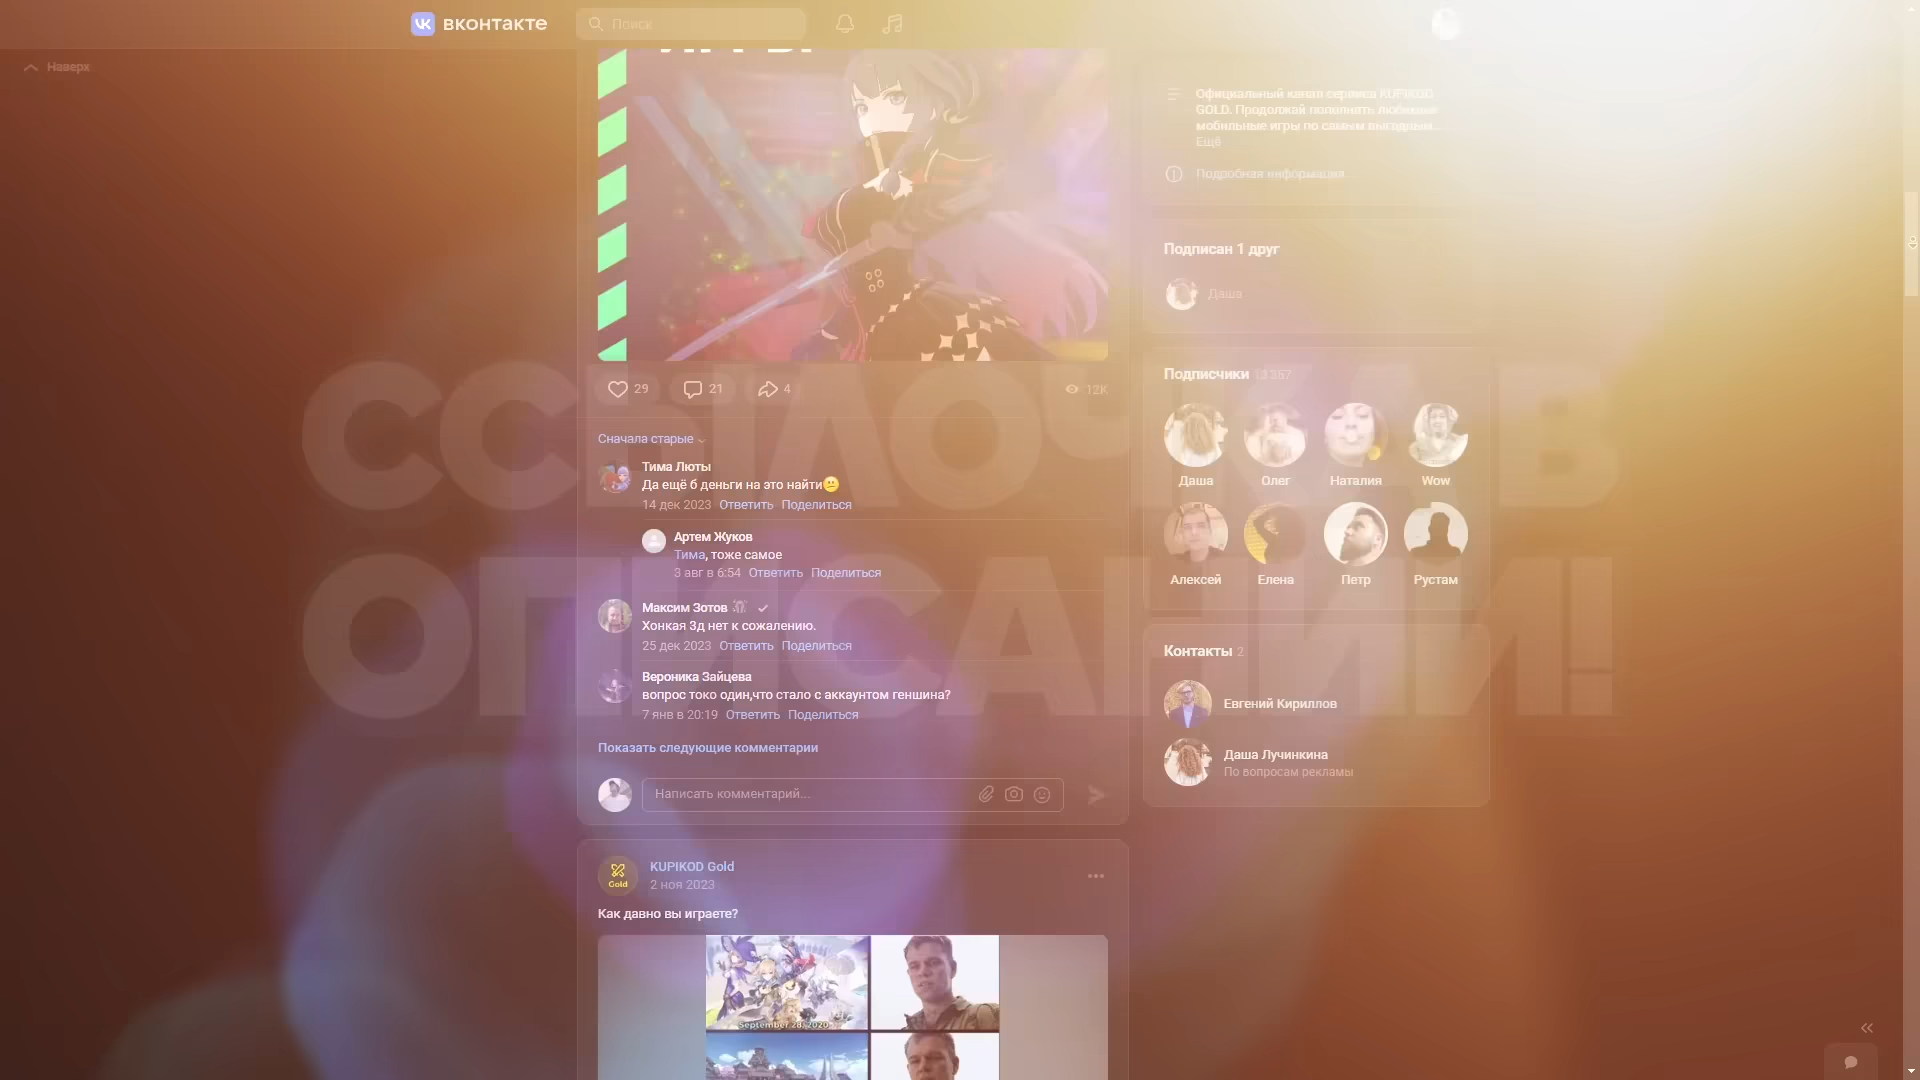 вконтакте
Поиск
Наверх
Официальный канал сервиса KUPIKOD
GOLD. Продолжай пополнять любимые
мобильные игры по самым выгодным...
Ещё
Подробная информация
Подписан 1 друг
Даша
29
21
4
12K
Подписчики 13 357
Даша
Олег
Наталия
Wow
Алексей
Елена
Петр
Рустам
Сначала старые
Тима Люты
Да ещё б деньги на это найти😕
14 дек 2023 Ответить Поделиться
Артем Жуков
Тима, тоже самое
3 авг в 6:54 Ответить Поделиться
Максим Зотов
Хонкая 3д нет к сожалению.
25 дек 2023 Ответить Поделиться
Вероника Зайцева
вопрос токо один,что стало с аккаунтом геншина?
7 янв в 20:19 Ответить Поделиться
Показать следующие комментарии
Написать комментарий...
Контакты 2
Евгений Кириллов
Даша Лучинкина
По вопросам рекламы
KUPIKOD Gold
Gold
2 ноя 2023
Как давно вы играете?
September 28, 2020
ССЫЛОЧКА В
ОПИСАНИИ!